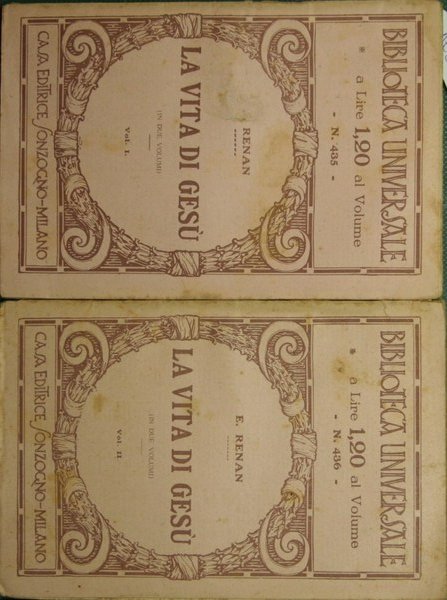 BIBLIOTECA UNIVERSALE
* a Lire 1,20 al Volume
- N. 435 -
RENAN
LA VITA DI GESÙ
(IN DUE VOLUMI)
Vol. I.
CASA EDITRICE SONZOGNO-MILANO
BIBLIOTECA UNIVERSALE
* a Lire 1,20 al Volume
- N. 436 -
E. RENAN
LA VITA DI GESÙ
(IN DUE VOLUMI)
Vol. II
CASA EDITRICE SONZOGNO-MILANO